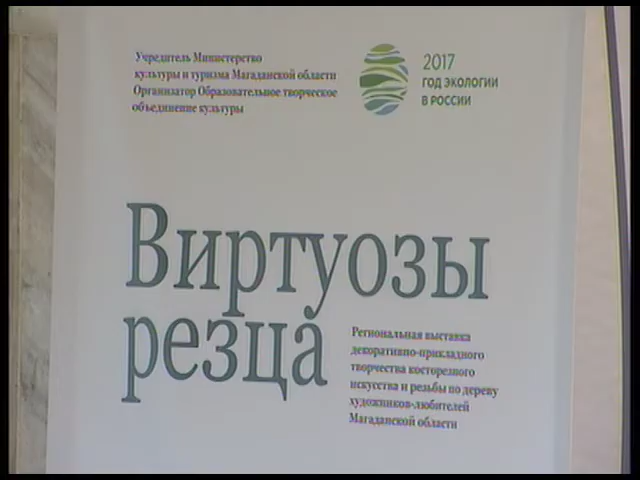 Учредитель Министерство
культуры и туризма Магаданской области
Организатор Образовательное творческое
объединение культуры
2017
ГОД ЭКОЛОГИИ
В РОССИИ
Виртуозы
резца
Региональная выставка
декоративно-прикладного
творчества косторезного
искусства и резьбы по дереву
художников-любителей
Магаданской области